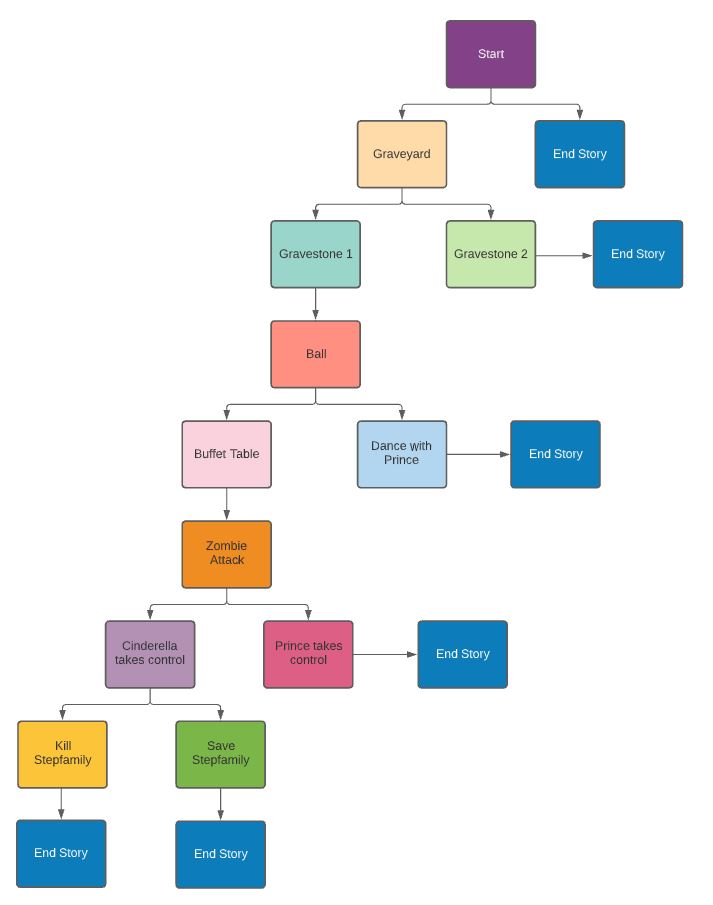 Start
Graveyard
End Story
Gravestone 1
Gravestone 2
End Story
Ball
Buffet Table
Dance with
Prince
End Story
Zombie
Attack
Cinderella
takes control
Prince takes
control
End Story
Kill
Stepfamily
Save
Stepfamily
End Story
End Story